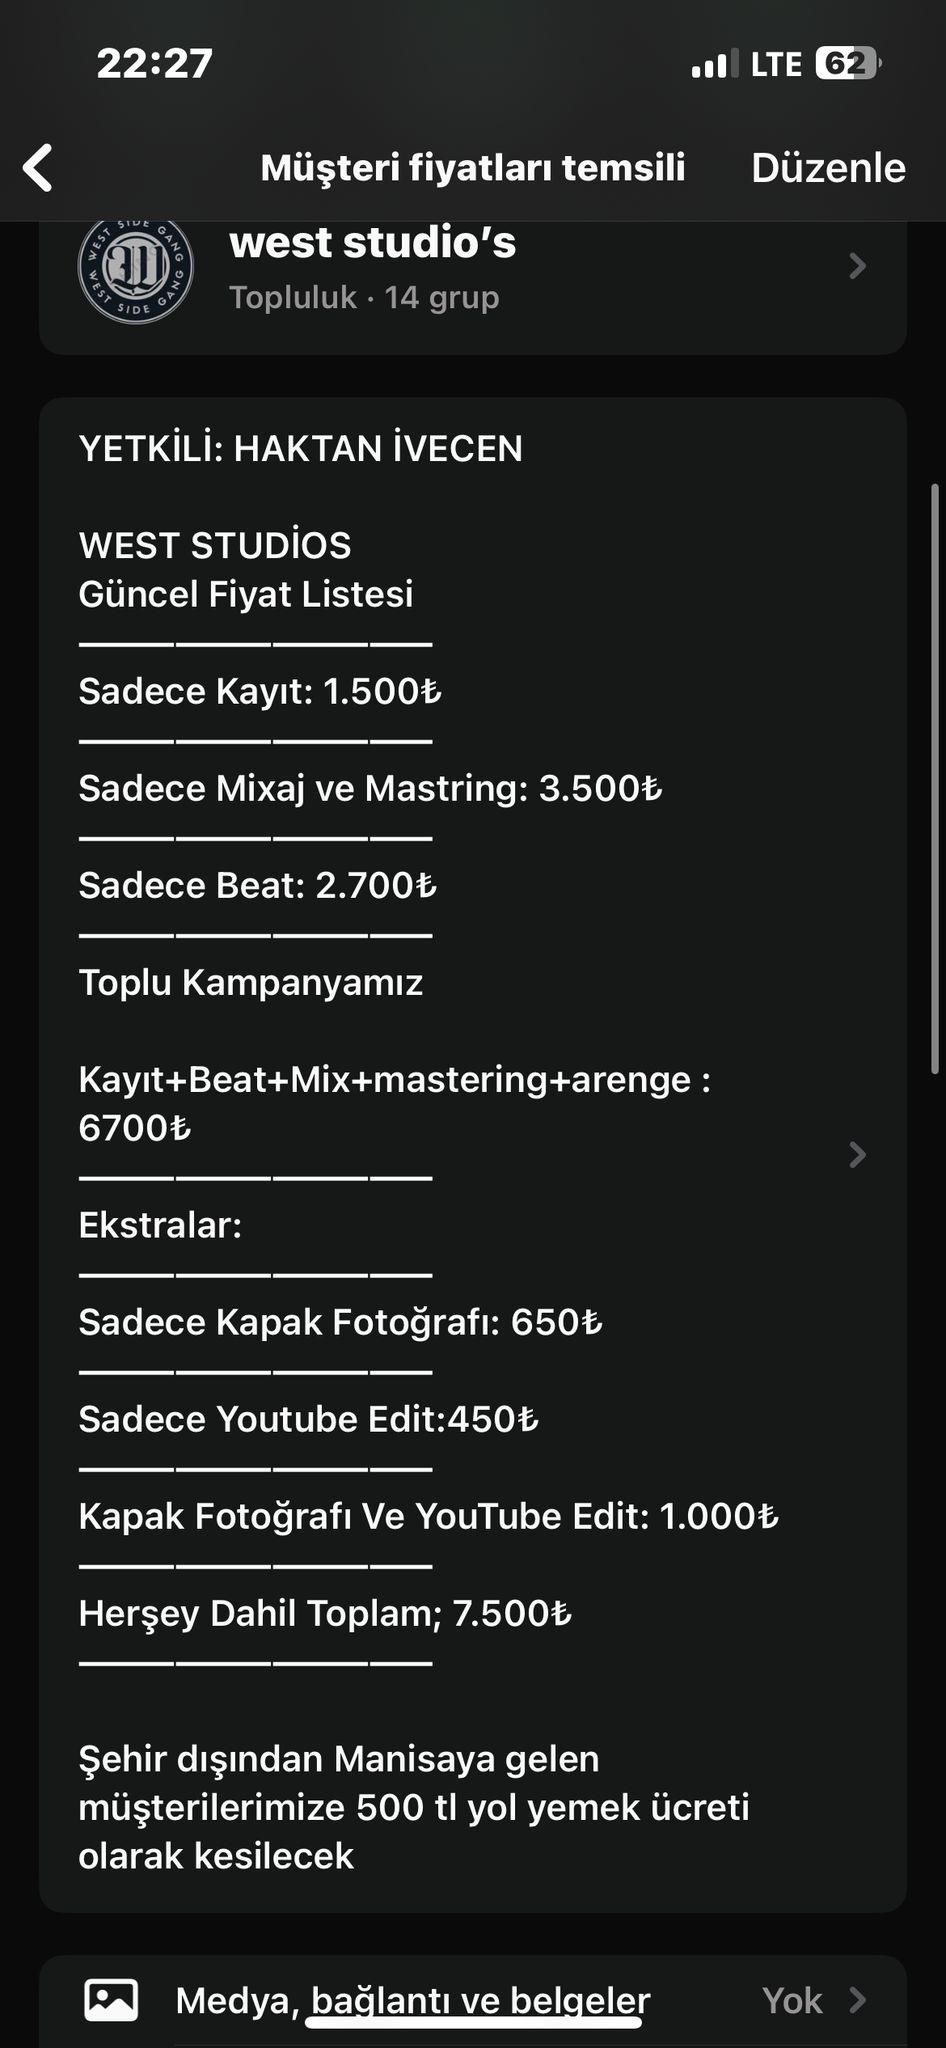 22:27
LTE 62
Müşteri fiyatları temsili
Düzenle
WEST SIDE GANG WEST SIDE GANG
west studio’s
Topluluk · 14 grup
YETKİLİ: HAKTAN İVECEN
WEST STUDİOS
Güncel Fiyat Listesi
Sadece Kayıt: 1.500₺
Sadece Mixaj ve Mastring: 3.500₺
Sadece Beat: 2.700₺
Toplu Kampanyamız
Kayıt+Beat+Mix+mastering+arenge :
6700₺
Ekstralar:
Sadece Kapak Fotoğrafı: 650₺
Sadece Youtube Edit:450₺
Kapak Fotoğrafı Ve YouTube Edit: 1.000₺
Herşey Dahil Toplam; 7.500₺
Şehir dışından Manisaya gelen
müşterilerimize 500 tl yol yemek ücreti
olarak kesilecek
Medya, bağlantı ve belgeler
Yok